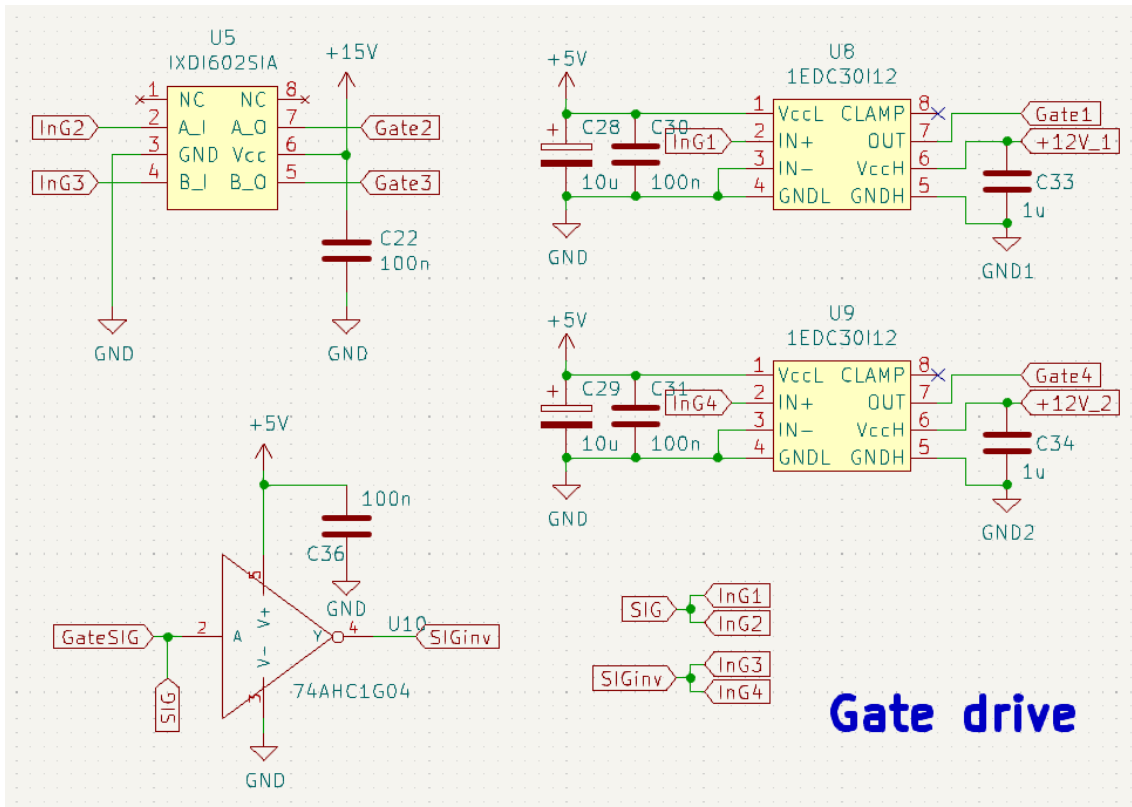 U5
IXDI602SIA
+15V
1 NC NC 8
InG2 2 A_I A_O 7 Gate2
3 GND Vcc 6
InG3 4 B_I B_O 5 Gate3
C22
100n
GND
GND
U8
1EDC30I12
+5V
1 VccL CLAMP 8
+ C28 C30 InG1 2 IN+ OUT 7 Gate1
3 IN- VccH 6 +12V_1
10u 100n 4 GNDL GNDH 5
C33
1u
GND
GND1
U9
1EDC30I12
+5V
1 VccL CLAMP 8
+ C29 C31 InG4 2 IN+ OUT 7 Gate4
3 IN- VccH 6 +12V_2
10u 100n 4 GNDL GNDH 5
C34
1u
GND
GND2
+5V
100n
C36
GND
5
V+
GateSIG 2 A Y 4 U10 SIGinv
V-
3
SIG
74AHC1G04
GND
SIG InG1
InG2
SIGinv InG3
InG4
Gate drive